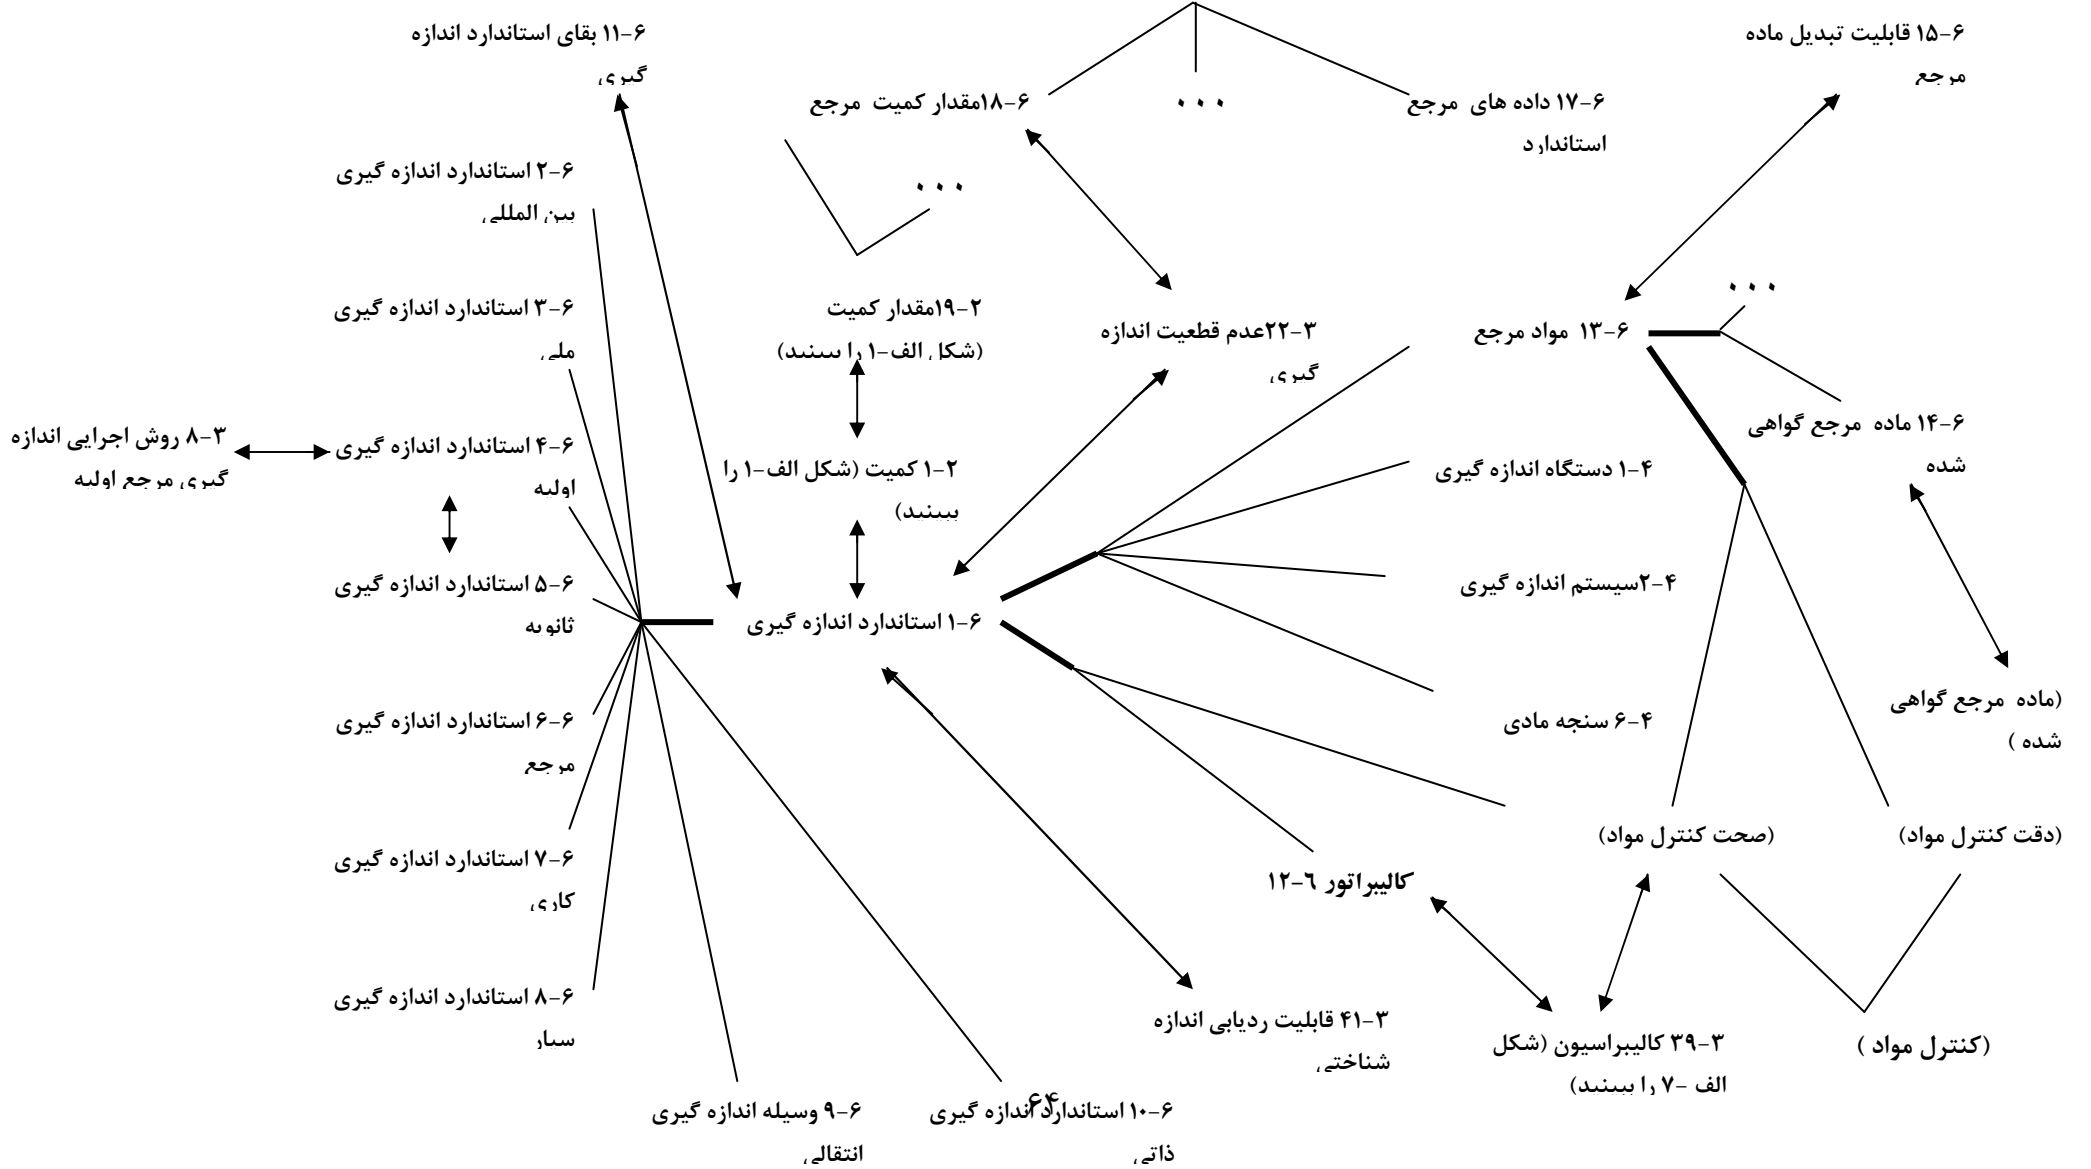 ۶-۱۱ بقای استاندارد اندازه
گیری
۶-۱۵ قابلیت تبدیل ماده
مرجع
۶-۱۸مقدار کمیت مرجع
...
۶-۱۷ داده های مرجع
استاندارد
۶-۲ استاندارد اندازه گیری
بین المللی
...
۶-۳ استاندارد اندازه گیری
ملی
۲-۱۹مقدار کمیت
(شکل الف-۱ را ببینید)
۳-۲۲عدم قطعیت اندازه
گیری
...
۶-۱۳ مواد مرجع
۶-۱۴ ماده مرجع گواهی
شده
۳-۸ روش اجرایی اندازه
گیری مرجع اولیه
۶-۴ استاندارد اندازه گیری
اولیه
۲-۱ کمیت (شکل الف-۱ را
ببینید)
۴-۱ دستگاه اندازه گیری
۶-۵ استاندارد اندازه گیری
ثانویه
۶-۱ استاندارد اندازه گیری
۴-۲سیستم اندازه گیری
۶-۶ استاندارد اندازه گیری
مرجع
۴-۶ سنجه مادی
(ماده مرجع گواهی
شده )
۶-۷ استاندارد اندازه گیری
کاری
کالیبراتور ٦-۱۲
(صحت کنترل مواد)
(دقت کنترل مواد)
۶-۸ استاندارد اندازه گیری
سیار
۳-۴۱ قابلیت ردیابی اندازه
شناختی
۳-۳۹ کالیبراسیون (شکل
الف -۷ را ببینید)
(کنترل مواد )
۶-۹ وسیله اندازه گیری
انتقالی
۶-۱۰ استاندارد اندازه گیری
ذاتی
۶۴